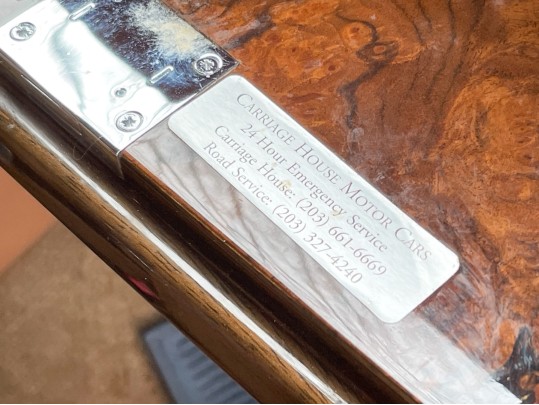 Carriage House Motor Cars
24 Hour Emergency Service
Carriage House: (203) 661-6669
Road Service: (203) 327-4240